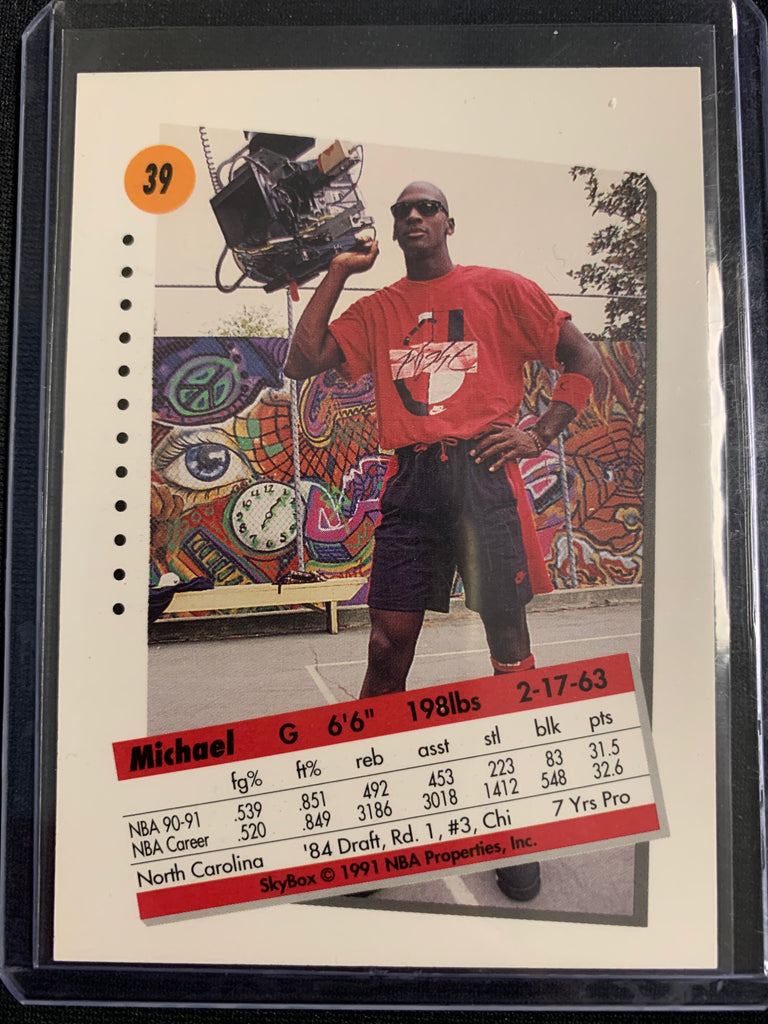 39
flight
Michael G 6'6" 198lbs 2-17-63
fg% ft% reb asst stl blk pts
NBA 90-91 .539 .851 492 453 223 83 31.5
NBA Career .520 .849 3186 3018 1412 548 32.6
North Carolina '84 Draft, Rd. 1, #3, Chi 7 Yrs Pro
SkyBox © 1991 NBA Properties, Inc.